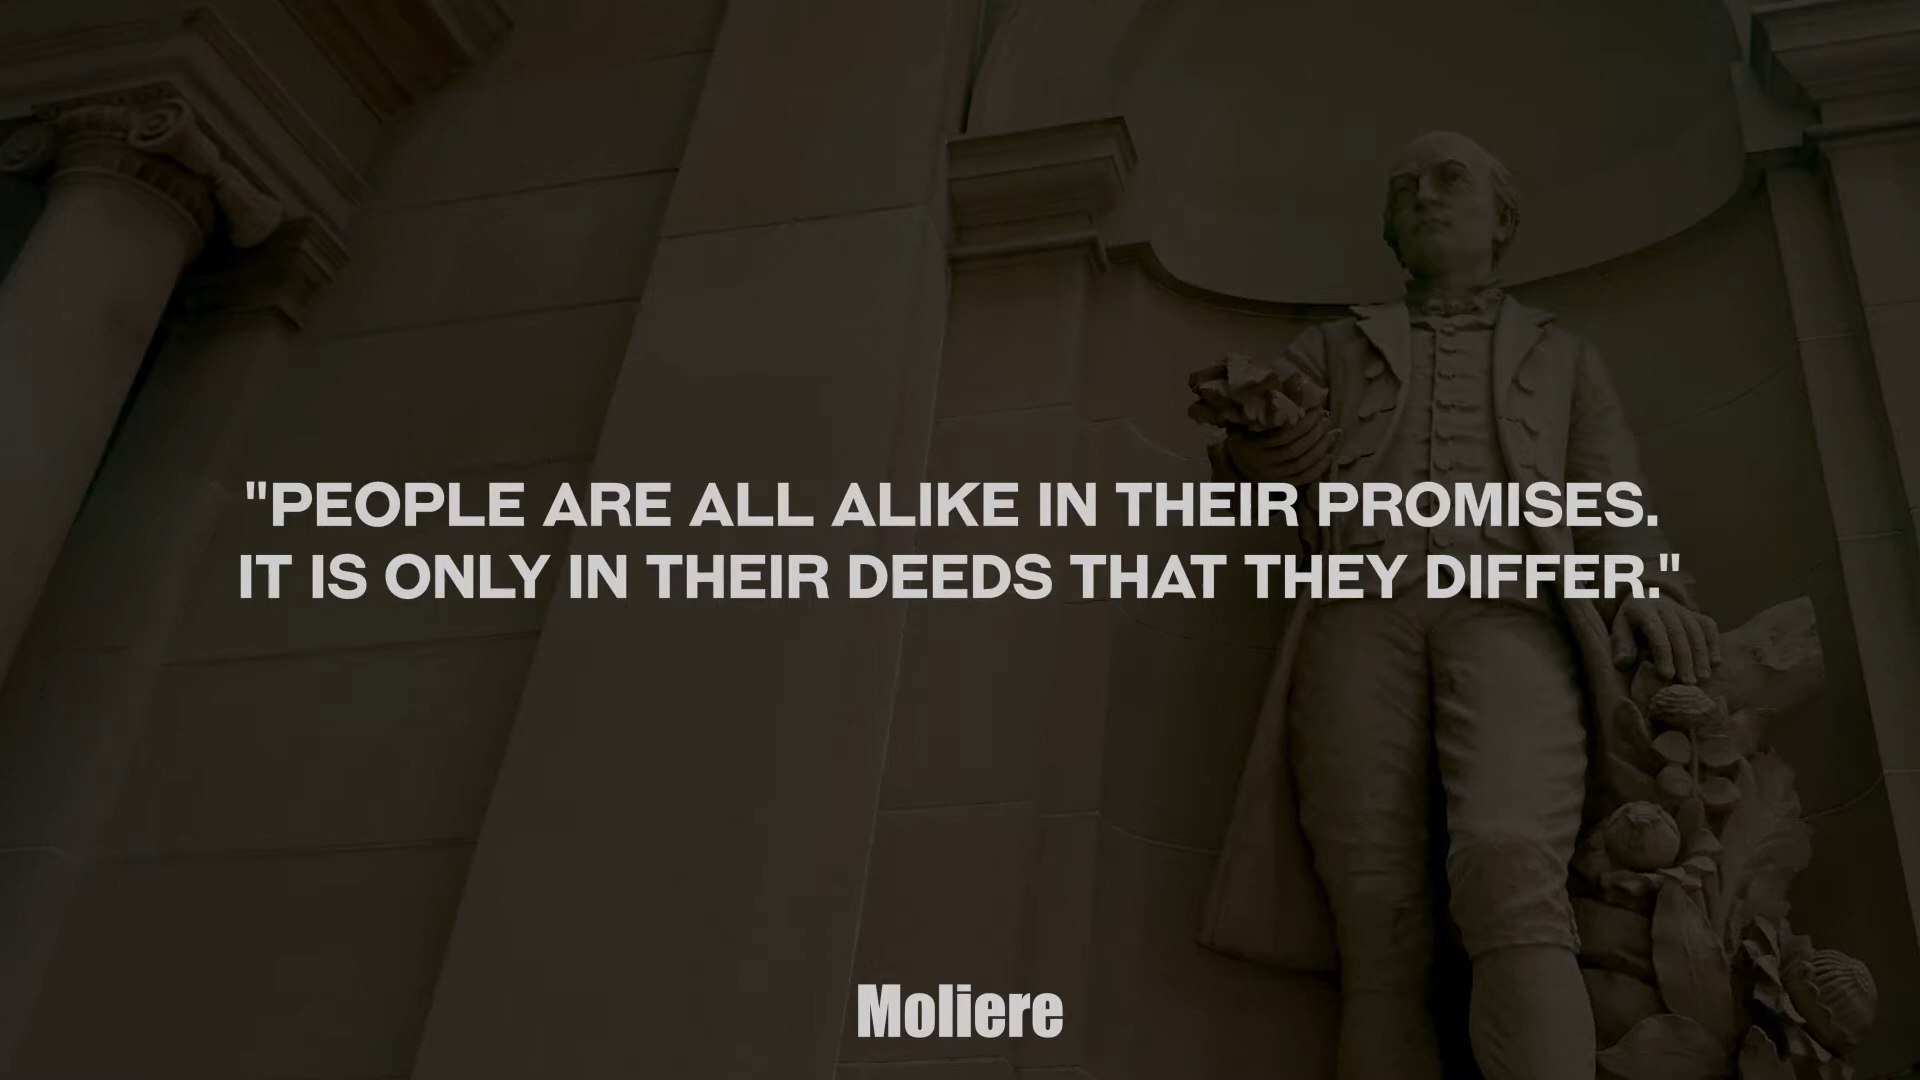 "PEOPLE ARE ALL ALIKE IN THEIR PROMISES.
IT IS ONLY IN THEIR DEEDS THAT THEY DIFFER."
Moliere